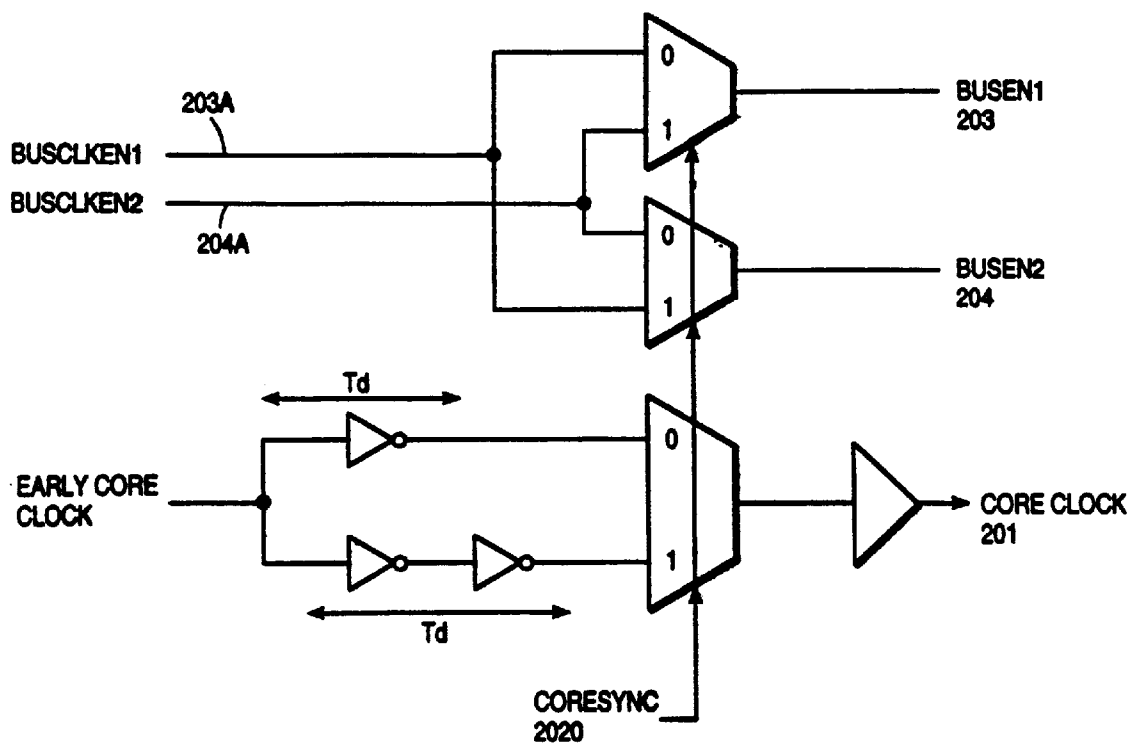 0
203A
BUSEN1
203
BUSCLKEN1
1
BUSCLKEN2
204A
0
BUSEN2
204
1
Td
0
EARLY CORE
CLOCK
CORE CLOCK
201
1
Td
CORESYNC
2020